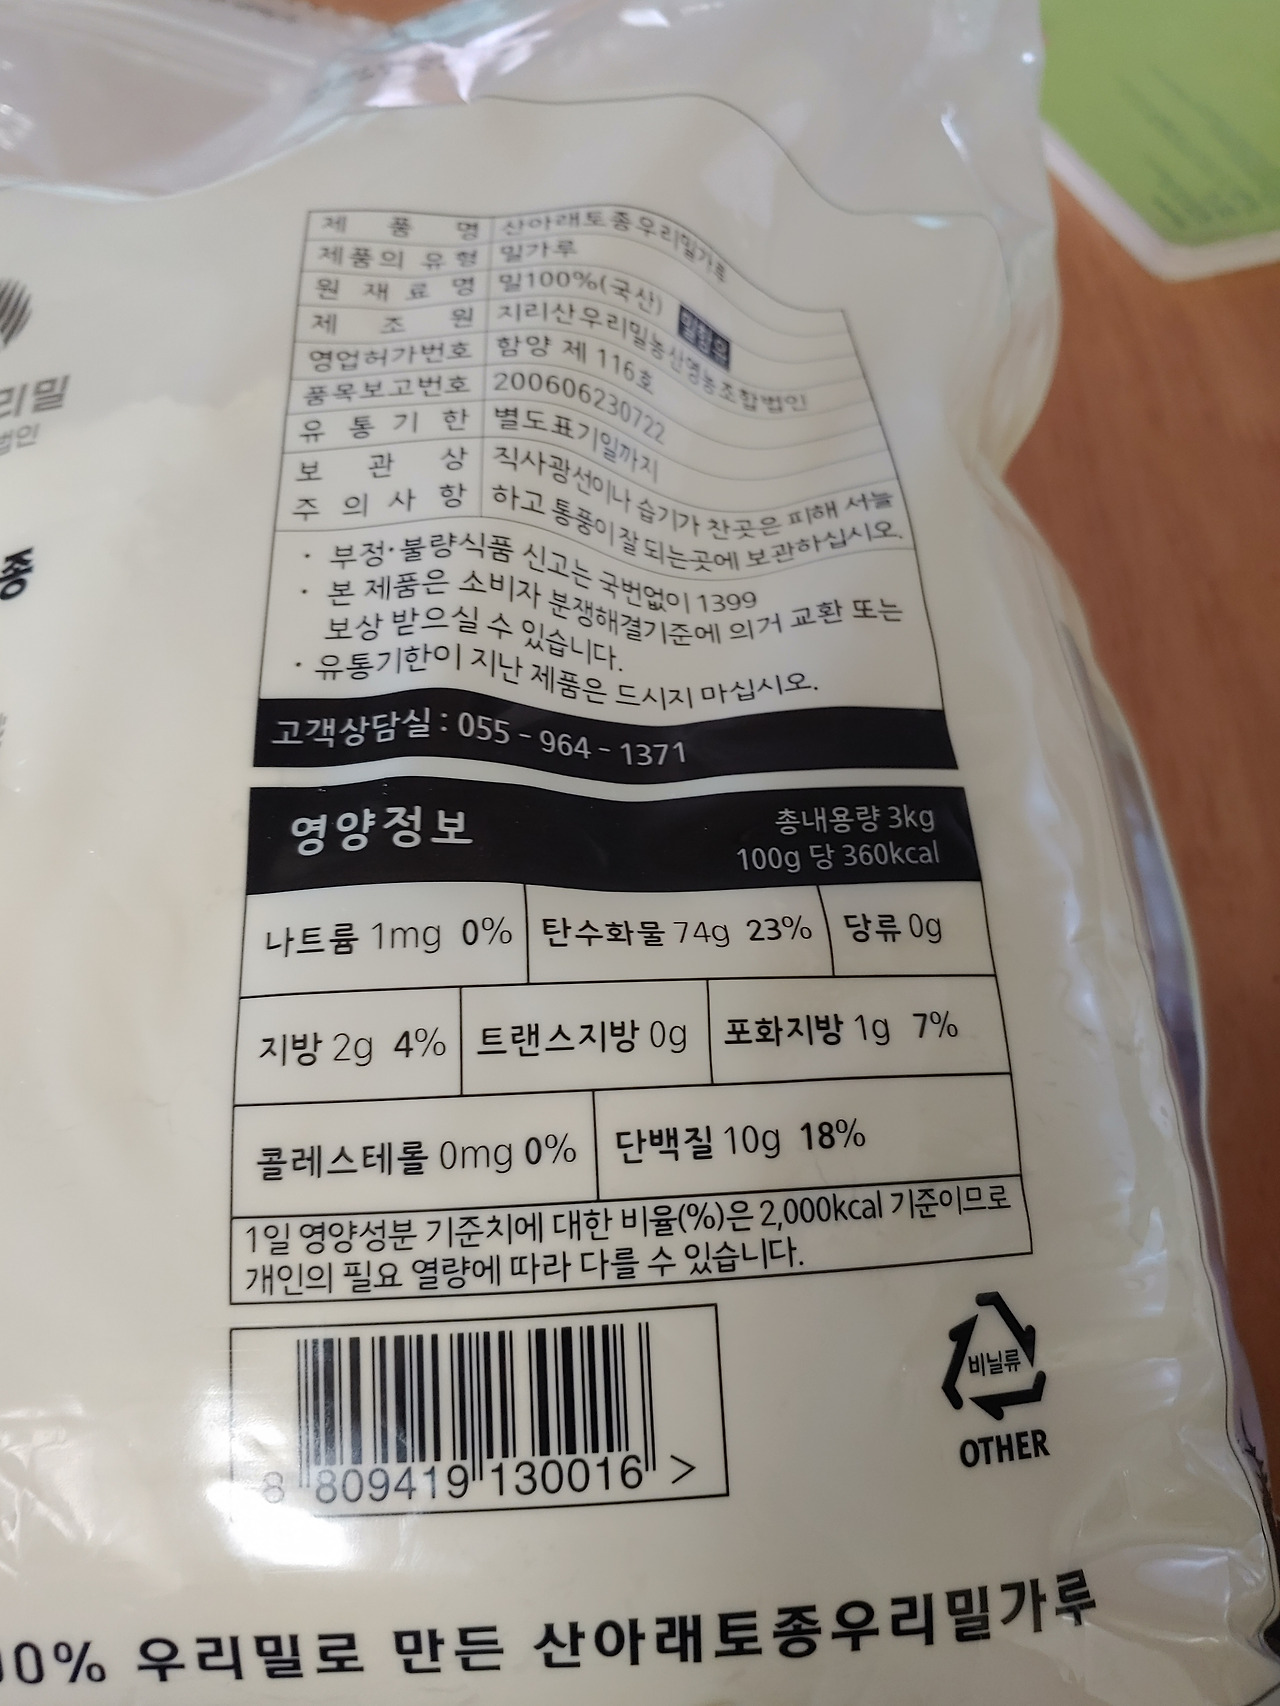 제품명 산아래토종우리밀가루
제품의 유형 밀가루
원재료명 밀100%(국산) 밀함유
제조원 지리산우리밀농산영농조합법인
영업허가번호 함양 제 116호
품목보고번호 200606230722
유통기한 별도표기일까지
보관상 직사광선이나 습기가 찬곳은 피해 서늘
주의사항 하고 통풍이 잘 되는곳에 보관하십시오.
· 부정·불량식품 신고는 국번없이 1399
· 본 제품은 소비자 분쟁해결기준에 의거 교환 또는
보상 받으실 수 있습니다.
· 유통기한이 지난 제품은 드시지 마십시오.
고객상담실 : 055 - 964 - 1371
영양정보
총내용량 3kg
100g 당 360kcal
나트륨 1mg 0% 탄수화물 74g 23% 당류 0g
지방 2g 4% 트랜스지방 0g 포화지방 1g 7%
콜레스테롤 0mg 0% 단백질 10g 18%
1일 영양성분 기준치에 대한 비율(%)은 2,000kcal 기준이므로
개인의 필요 열량에 따라 다를 수 있습니다.
8 809419 130016 >
비닐류
OTHER
리밀
법인
종
00% 우리밀로 만든 산아래토종우리밀가루